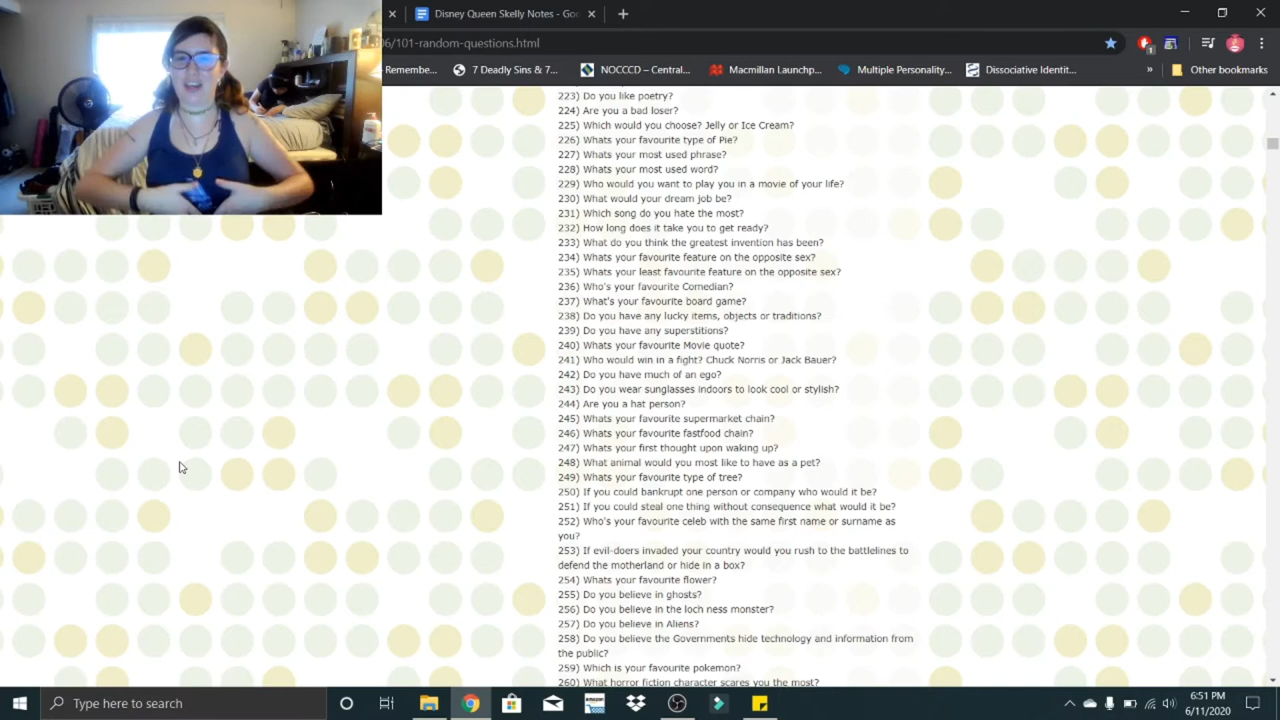 Disney Queen Skelly Notes - Goo
06/101-random-questions.html
Remembe...
7 Deadly Sins & 7...
NOCCCD – Central...
Macmillan Launchp...
Multiple Personality...
Dissociative Identit...
»
Other bookmarks
223) Do you like poetry?
224) Are you a bad loser?
225) Which would you choose? Jelly or Ice Cream?
226) Whats your favourite type of Pie?
227) Whats your most used phrase?
228) Whats your most used word?
229) Who would you want to play you in a movie of your life?
230) What would your dream job be?
231) Which song do you hate the most?
232) How long does it take you to get ready?
233) What do you think the greatest invention has been?
234) Whats your favourite feature on the opposite sex?
235) Whats your least favourite feature on the opposite sex?
236) Who's your favourite Comedian?
237) What's your favourite board game?
238) Do you have any lucky items, objects or traditions?
239) Do you have any superstitions?
240) Whats your favourite Movie quote?
241) Who would win in a fight? Chuck Norris or Jack Bauer?
242) Do you have much of an ego?
243) Do you wear sunglasses indoors to look cool or stylish?
244) Are you a hat person?
245) Whats your favourite supermarket chain?
246) Whats your favourite fastfood chain?
247) Whats your first thought upon waking up?
248) What animal would you most like to have as a pet?
249) Whats your favourite type of tree?
250) If you could bankrupt one person or company who would it be?
251) If you could steal one thing without consequence what would it be?
252) Who's your favourite celeb with the same first name or surname as
you?
253) If evil-doers invaded your country would you rush to the battlelines to
defend the motherland or hide in a box?
254) Whats your favourite flower?
255) Do you believe in ghosts?
256) Do you believe in the loch ness monster?
257) Do you believe in Aliens?
258) Do you believe the Governments hide technology and information from
the public?
259) Which is your favourite pokemon?
260) What horror fiction character scares you the most?
Type here to search
6:51 PM
6/11/2020